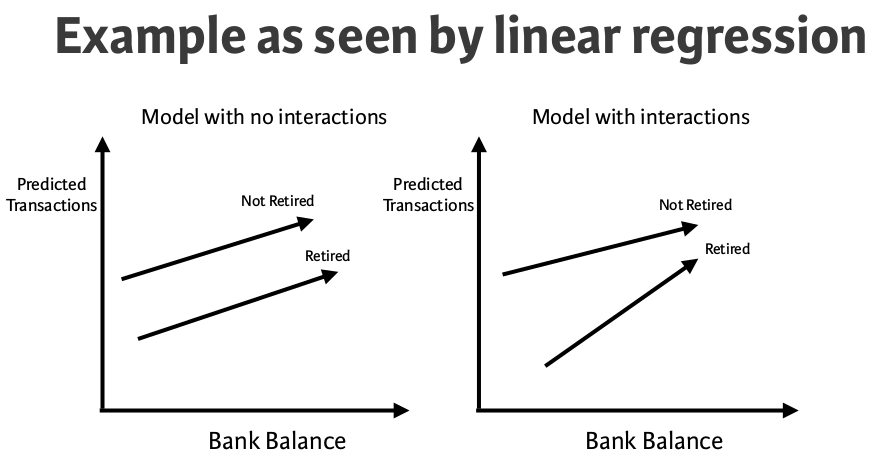 Example as seen by linear regression
Model with no interactions
Predicted
Transactions
Not Retired
Retired
Bank Balance
Model with interactions
Predicted
Transactions
Not Retired
Retired
Bank Balance